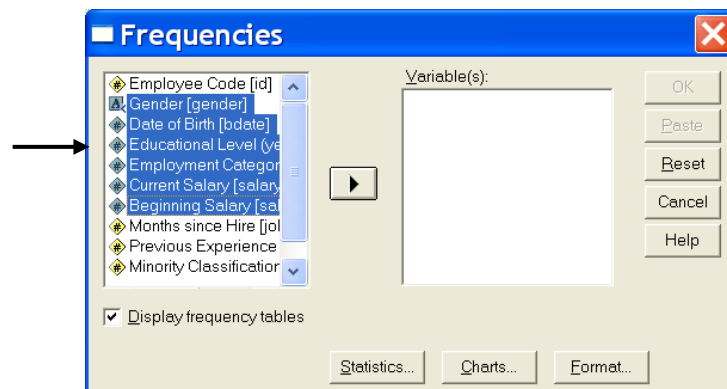 Frequencies
Employee Code [id]
Gender [gender]
Date of Birth [bdate]
Educational Level (ye
Employment Categor
Current Salary [salary
Beginning Salary [sal
Months since Hire [jol
Previous Experience
Minority Classification
Variable(s):
OK
Paste
Reset
Cancel
Help
Display frequency tables
Statistics...
Charts...
Format...